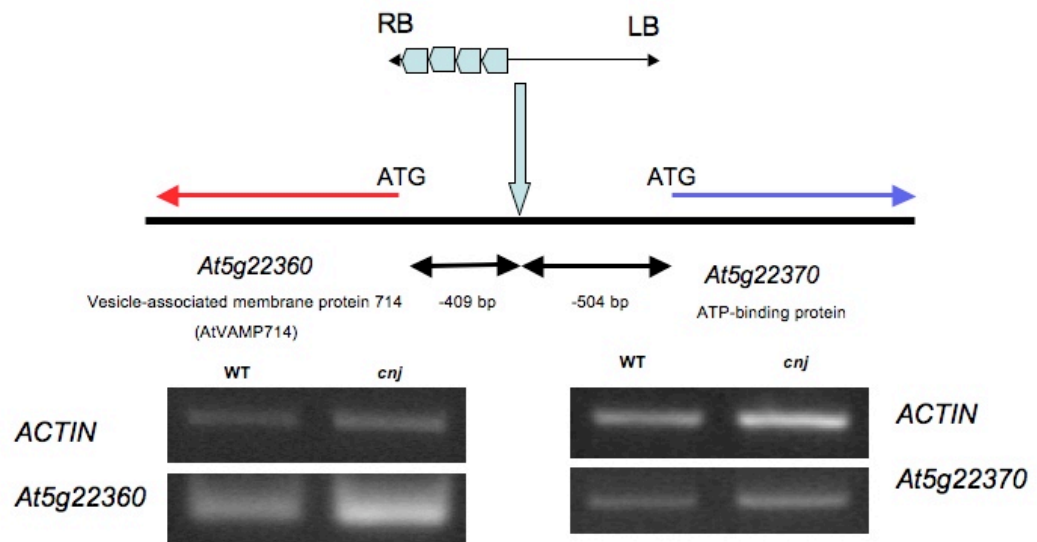 RB LB
ATG ATG
At5g22360 At5g22370
Vesicle-associated membrane protein 714 -409 bp -504 bp ATP-binding protein
(AtVAMP714)
WT cnj WT cnj
ACTIN ACTIN
At5g22360 At5g22370